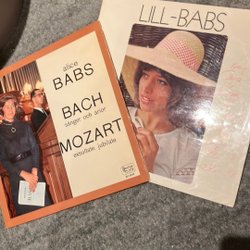 alice
BABS
BACH
sånger och arior
MOZART
exsultate, jubilate
LILL-BABS